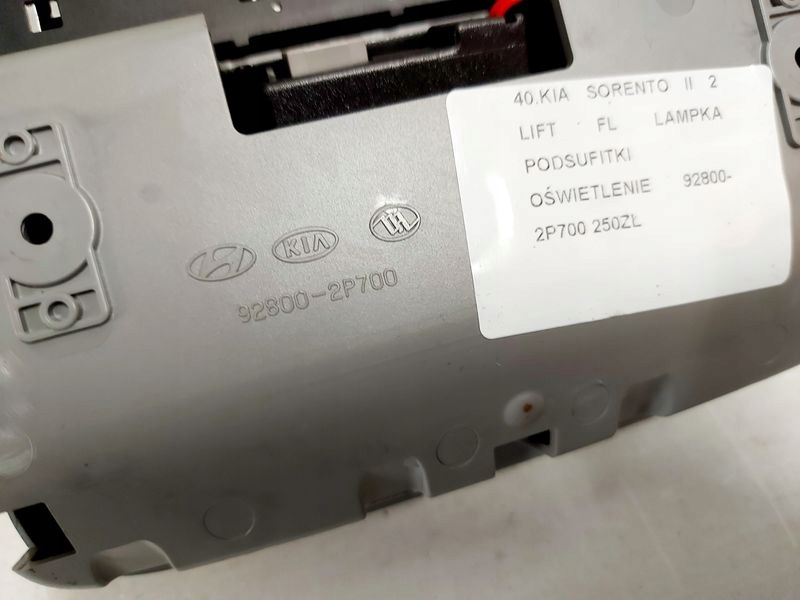 40.KIA SORENTO II 2
LIFT FL LAMPKA
PODSUFITKI
OŚWIETLENIE 92800-
2P700 250ZŁ
KIA
92800-2P700